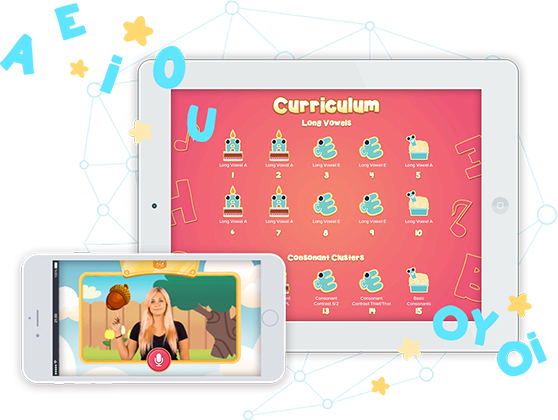 A E i O U
Curriculum
Long Vowels
Long Vowel A Long Vowel A Long Vowel E Long Vowel E Long Vowel A
1 2 3 4 5
Long Vowel A Long Vowel A Long Vowel E Long Vowel E Long Vowel A
6 7 8 9 10
Consonant Clusters
Consonant Contrast S/Z Consonant Contrast Thief/That Basic Consonants
13 14 15
H E B
OY Oi